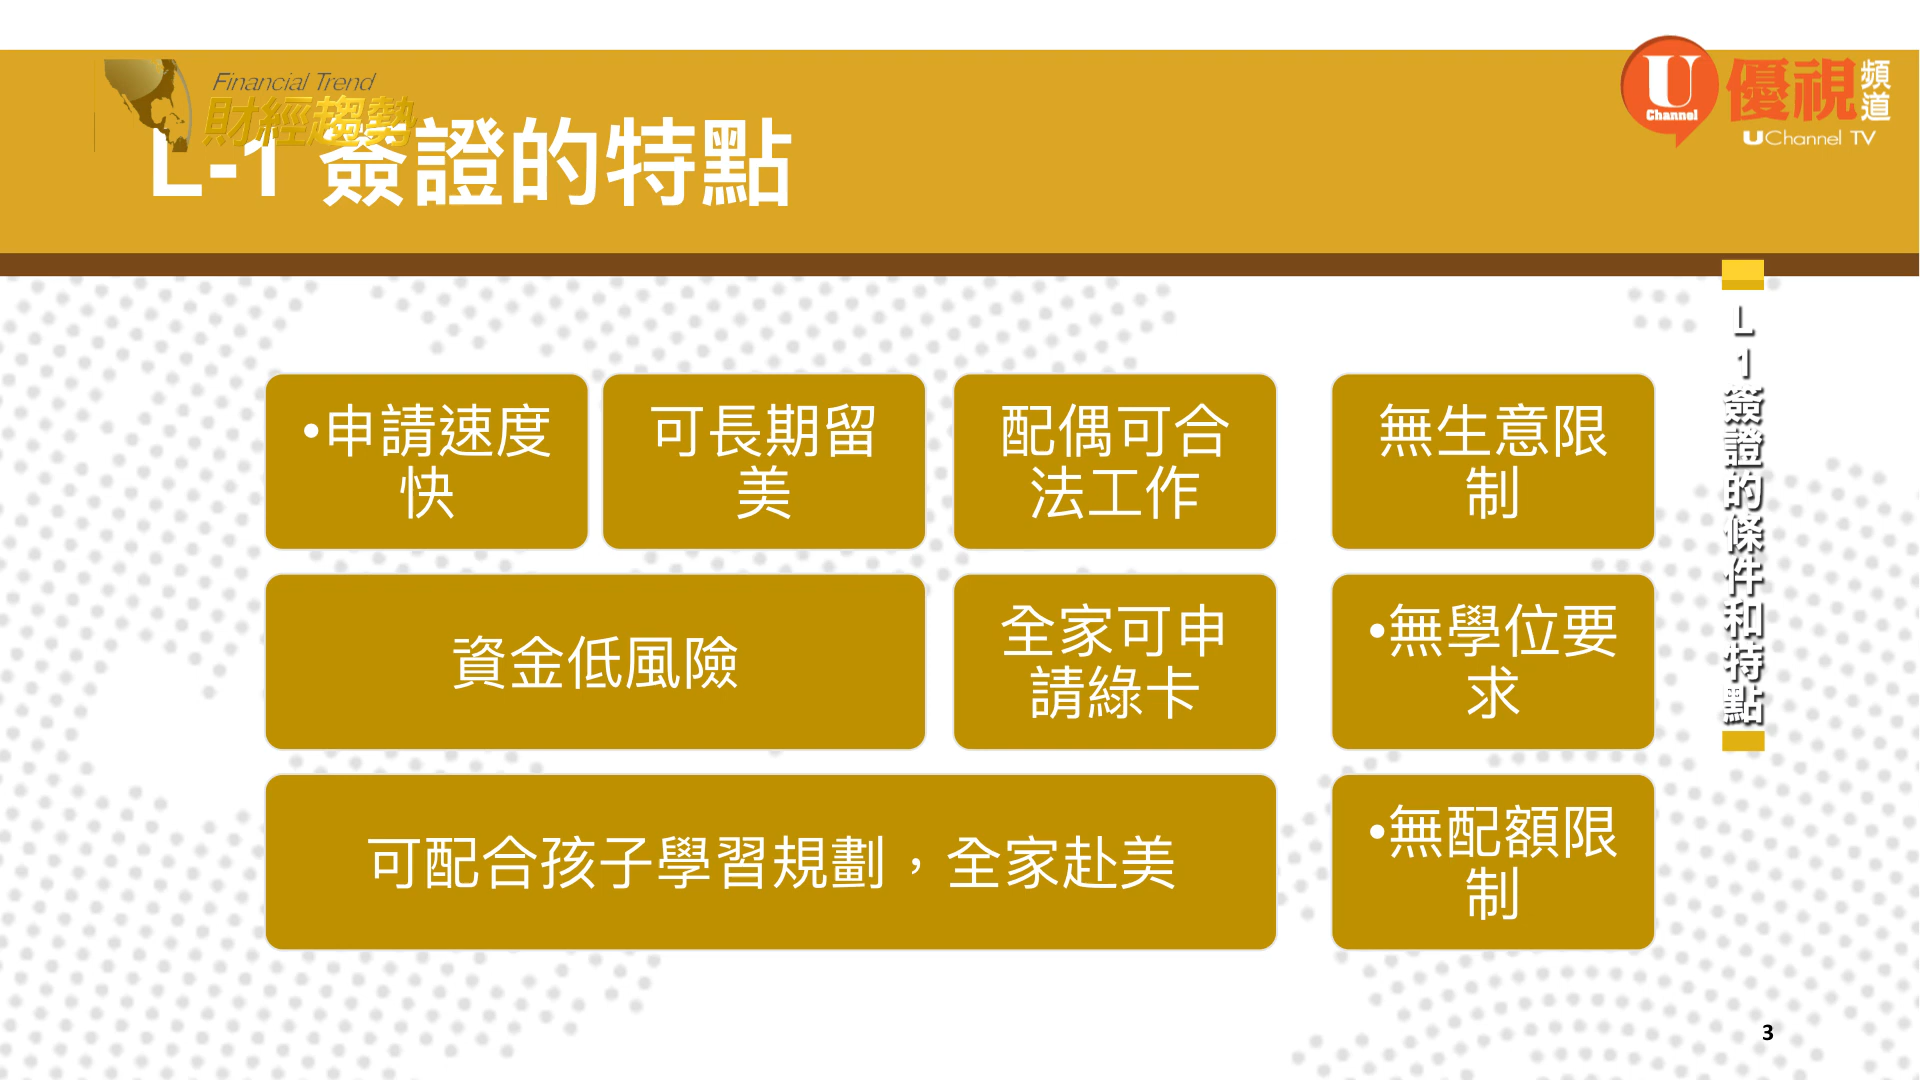 Financial Trend
財經趨勢
L-1 簽證的特點
U
Channel
優視頻道
UChannel TV
•申請速度
快
可長期留
美
配偶可合
法工作
無生意限
制
資金低風險
全家可申
請綠卡
•無學位要
求
可配合孩子學習規劃，全家赴美
•無配額限
制
L1簽證的條件和特點
3